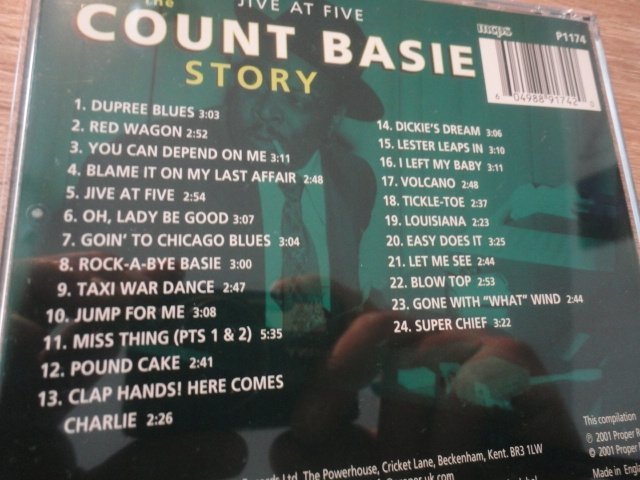 JIVE AT FIVE
the
COUNT BASIE
STORY
mcps
P1174
6 04988 91742 0
1. DUPREE BLUES 3:03
2. RED WAGON 2:52
3. YOU CAN DEPEND ON ME 3:11
4. BLAME IT ON MY LAST AFFAIR 2:48
5. JIVE AT FIVE 2:54
6. OH, LADY BE GOOD 3:07
7. GOIN' TO CHICAGO BLUES 3:04
8. ROCK-A-BYE BASIE 3:00
9. TAXI WAR DANCE 2:47
10. JUMP FOR ME 3:08
11. MISS THING (PTS 1 & 2) 5:35
12. POUND CAKE 2:41
13. CLAP HANDS! HERE COMES
CHARLIE 2:26
14. DICKIE'S DREAM 3:06
15. LESTER LEAPS IN 3:10
16. I LEFT MY BABY 3:11
17. VOLCANO 2:48
18. TICKLE-TOE 2:37
19. LOUISIANA 2:23
20. EASY DOES IT 3:25
21. LET ME SEE 2:44
22. BLOW TOP 2:53
23. GONE WITH "WHAT" WIND 2:44
24. SUPER CHIEF 3:22
This compilation
℗ 2001 Proper R
© 2001 Proper Re
Made in Engl
Ltd, The Powerhouse, Cricket Lane, Beckenham, Kent. BR3 1LW